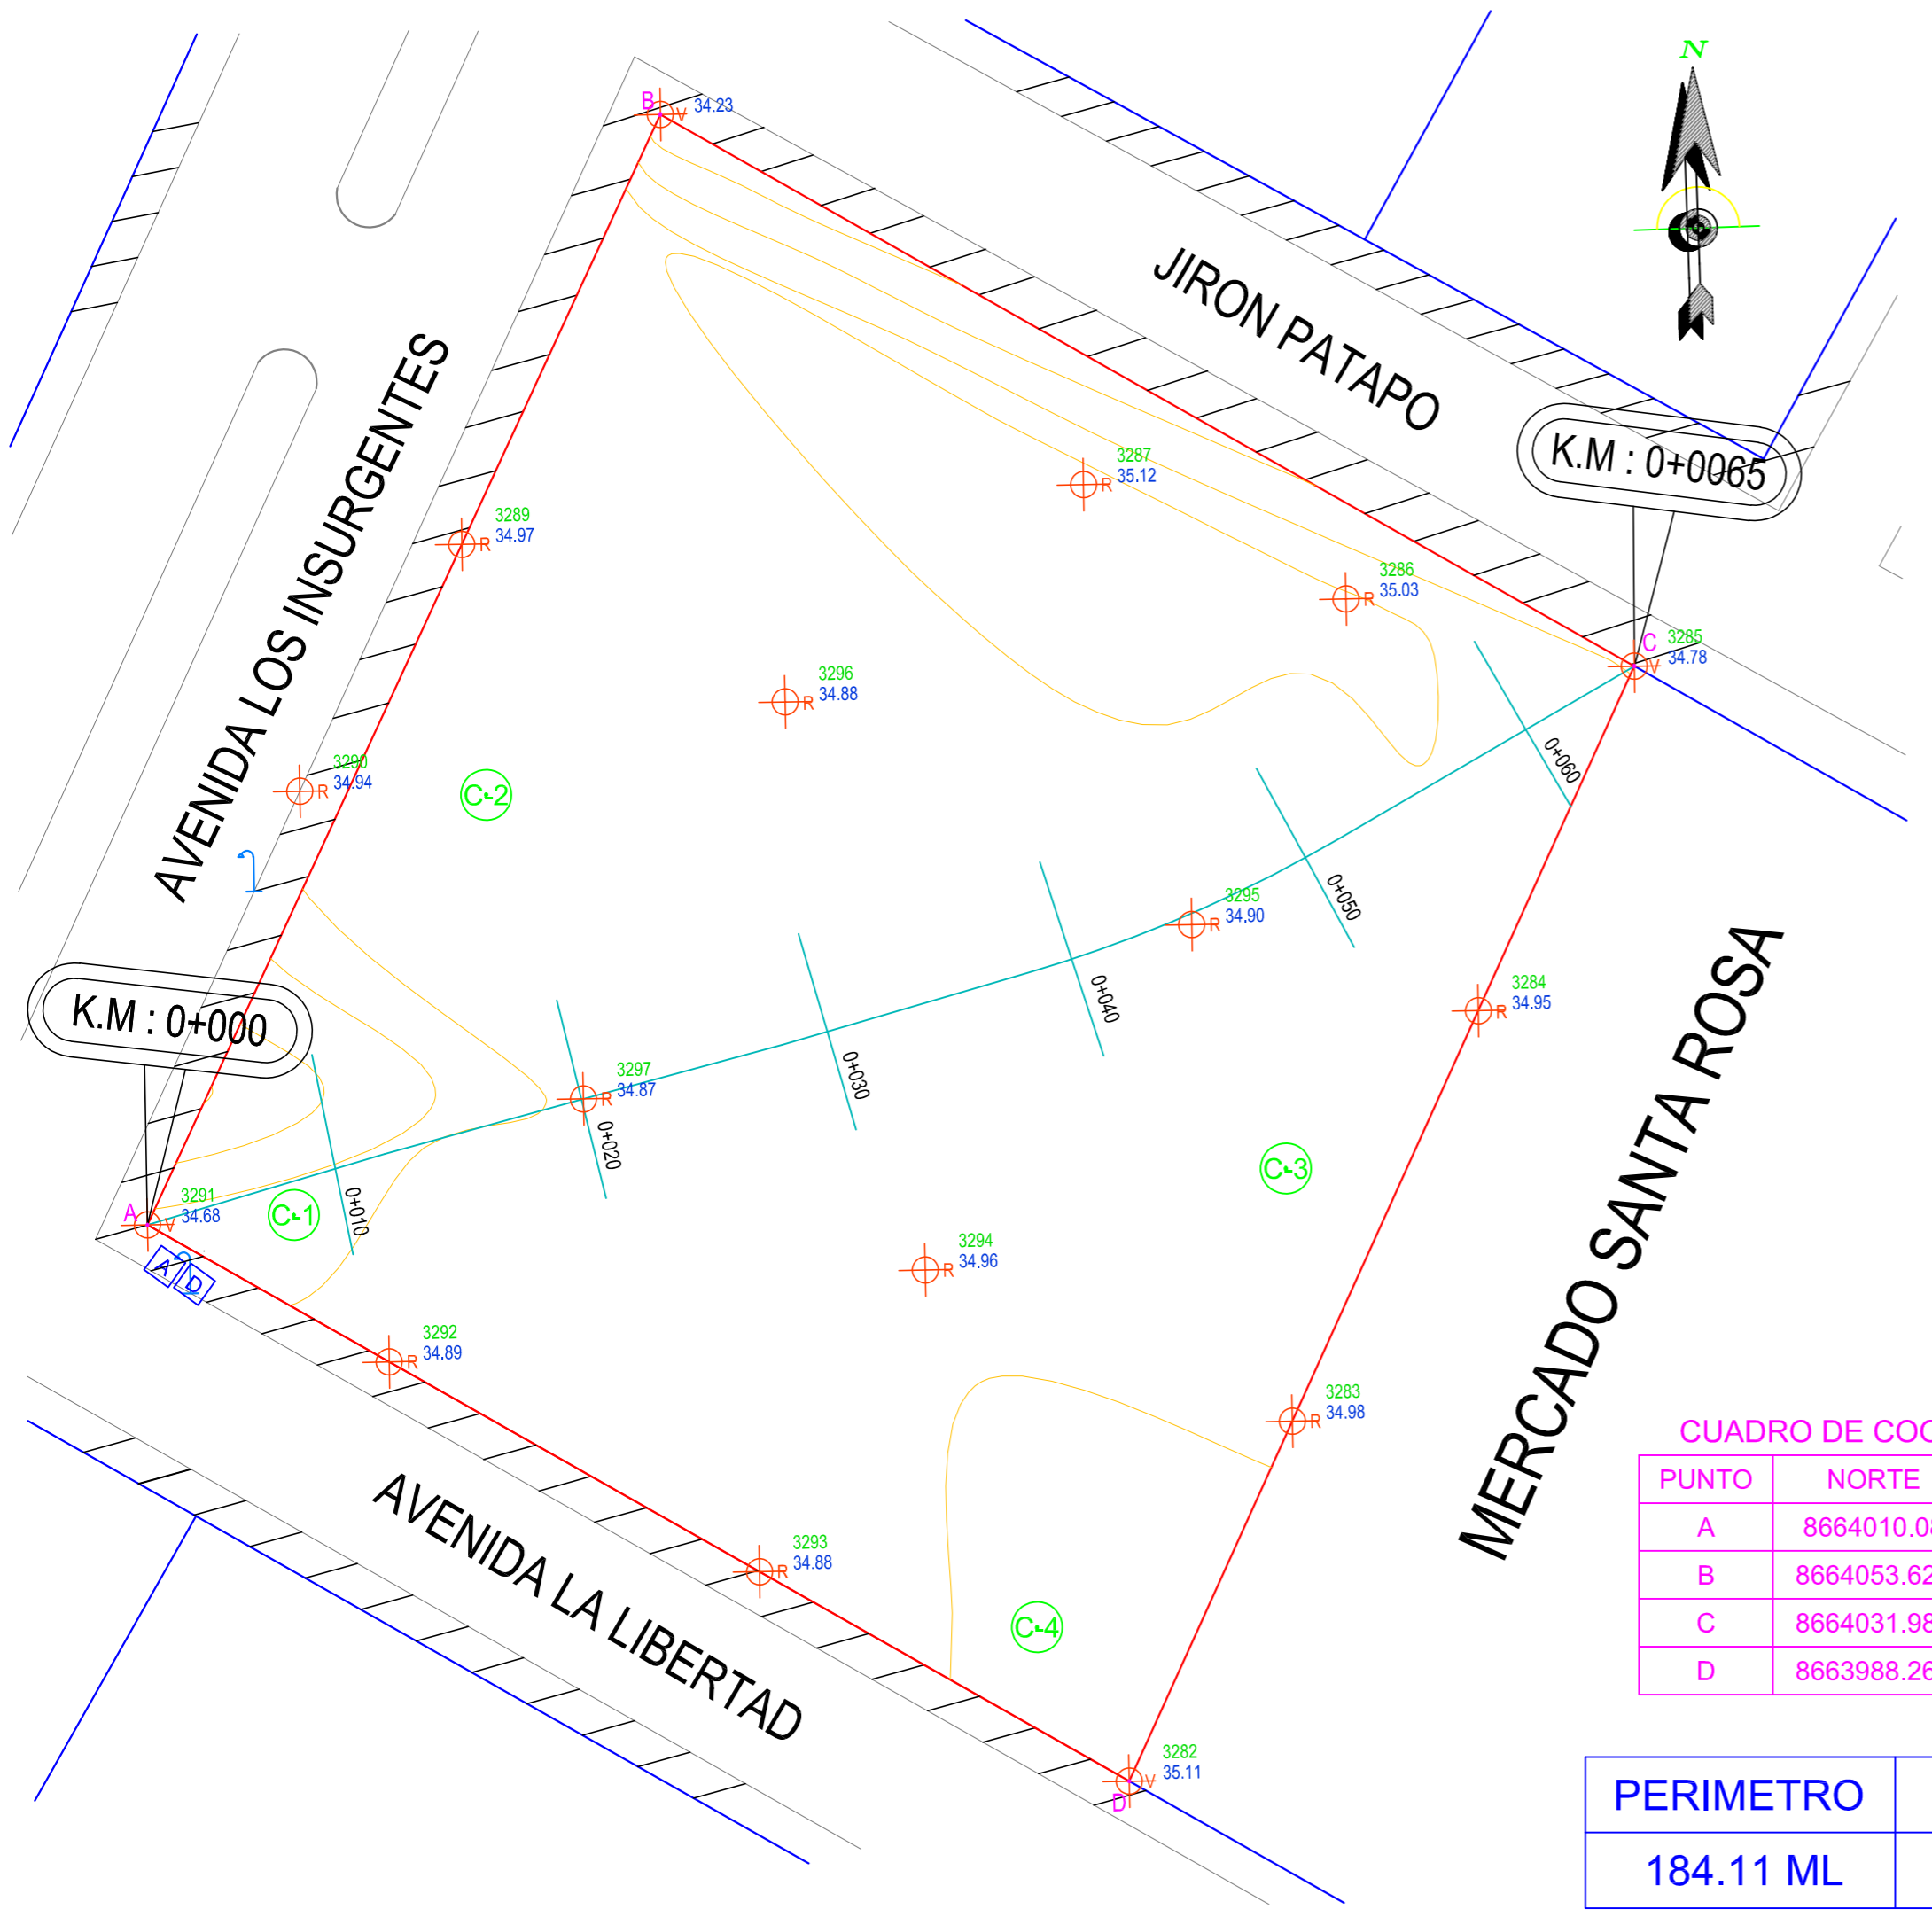 N
B
V
34.23
JIRON PATAPO
K.M : 0+0065
AVENIDA LOS INSURGENTES
3287
R
35.12
3289
R
34.97
3286
R
35.03
C
3285
V
34.78
3296
R
34.88
3290
R
34.94
C-2
0+060
3295
R
34.90
0+050
K.M : 0+000
0+040
3284
R
34.95
3297
R
34.87
0+030
0+020
C-3
MERCADO SANTA ROSA
A
3291
V
34.68
C-1
0+010
A
D
3294
R
34.96
3292
R
34.89
3283
R
34.98
AVENIDA LA LIBERTAD
3293
R
34.88
C-4
3282
V
35.11
D
CUADRO DE
PUNTO NORTE
A
B 8664053.62
C 8664031.98
D 8663988.26
PERIMETRO
184.11 ML